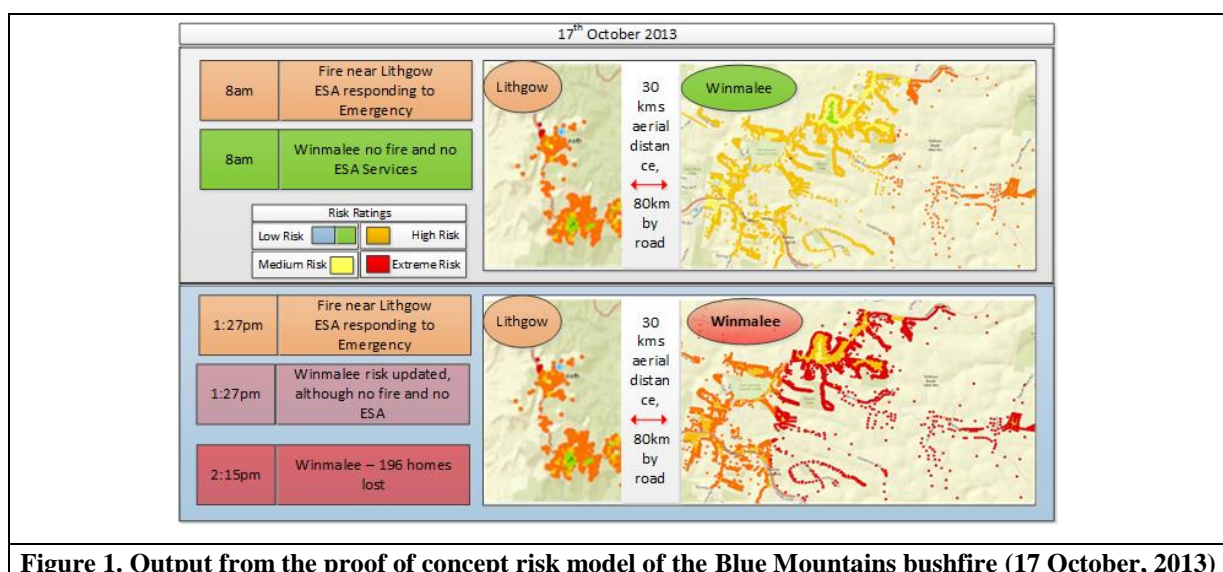 17th October 2013
8am
Fire near Lithgow
ESA responding to
Emergency
8am
Winmalee no fire and no
ESA Services
Risk Ratings
Low Risk
High Risk
Medium Risk
Extreme Risk
Lithgow
30
kms
aerial
distan
ce,
80km
by
road
Winmalee
1:27pm
Fire near Lithgow
ESA responding to
Emergency
1:27pm
Winmalee risk updated,
although no fire and no
ESA
2:15pm
Winmalee – 196 homes
lost
Lithgow
30
kms
aerial
distan
ce,
80km
by
road
Winmalee
Figure 1. Output from the proof of concept risk model of the Blue Mountains bushfire (17 October, 2013)